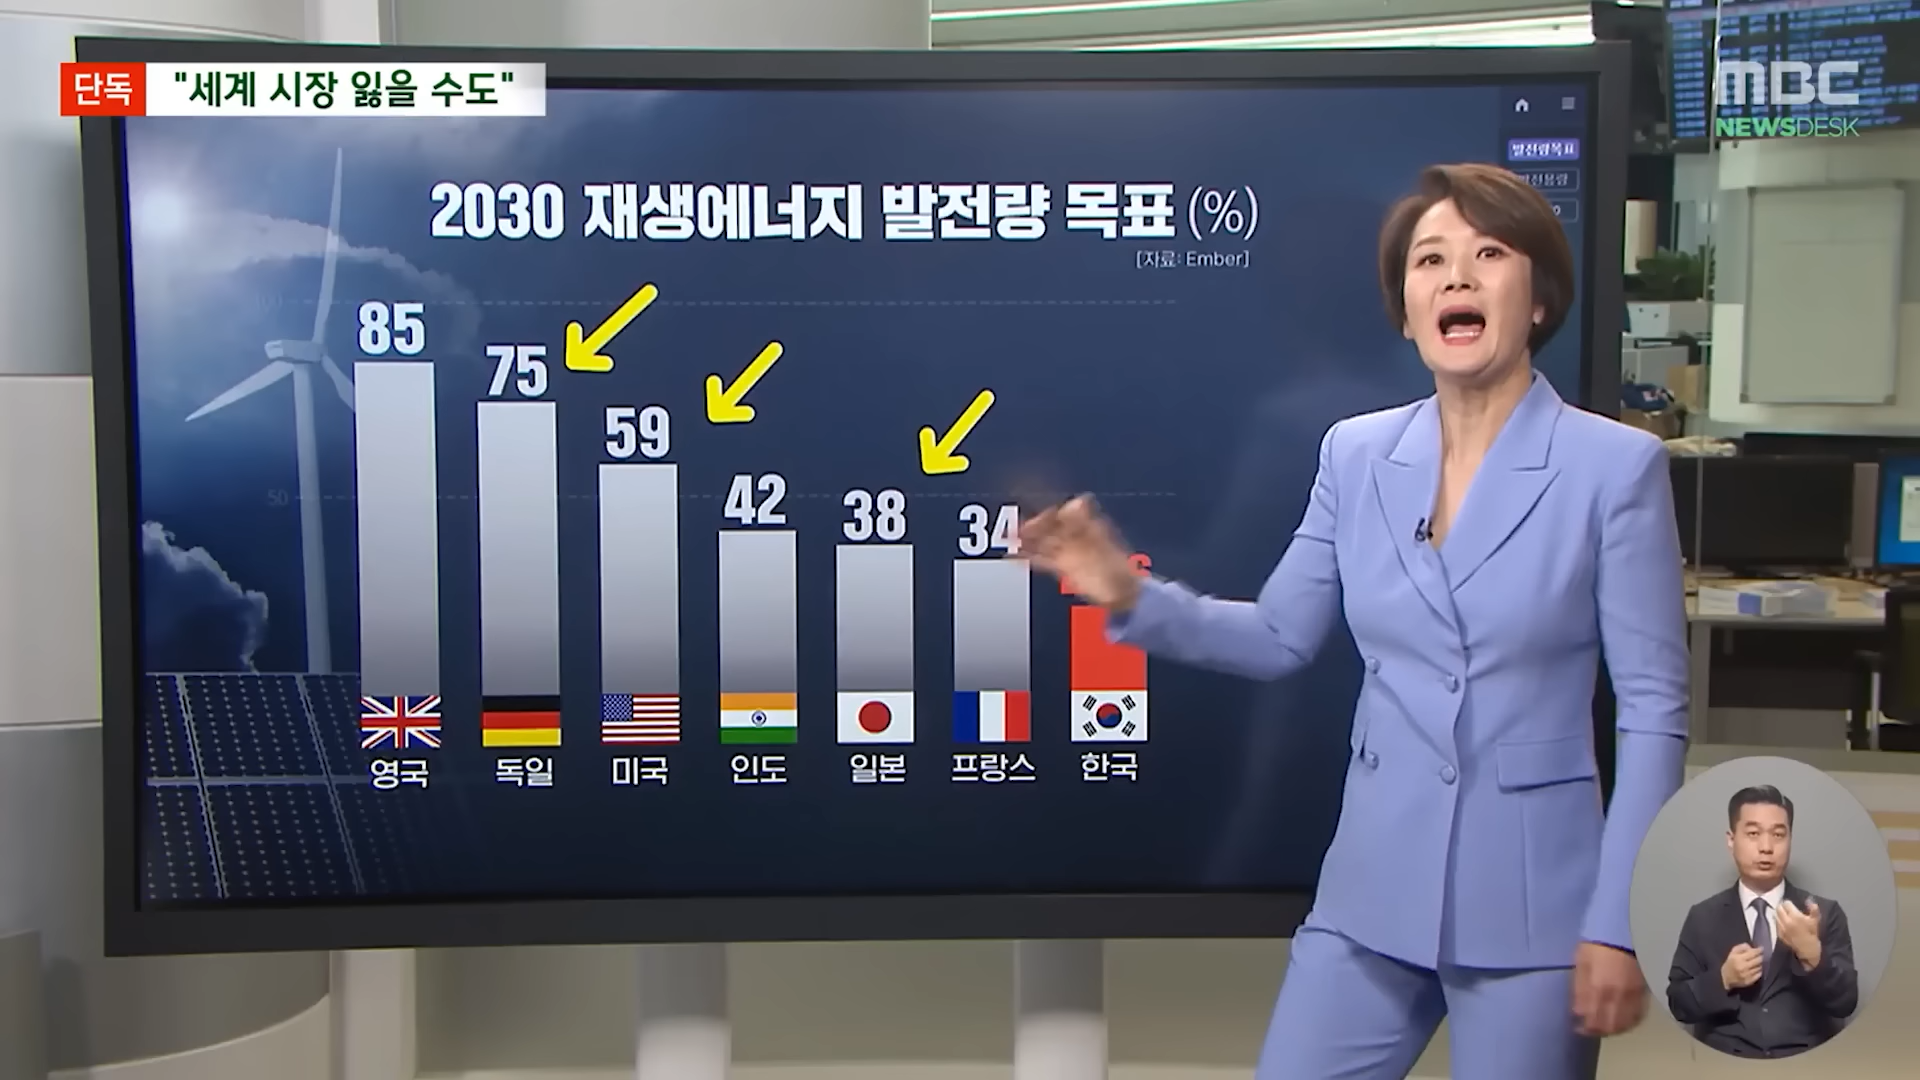 단독 "세계 시장 잃을 수도"
MBC
NEWSDESK
발전량목표
2030 재생에너지 발전량 목표 (%)
[자료: Ember]
100
50
85
75
59
42
38
34
영국
독일
미국
인도
일본
프랑스
한국